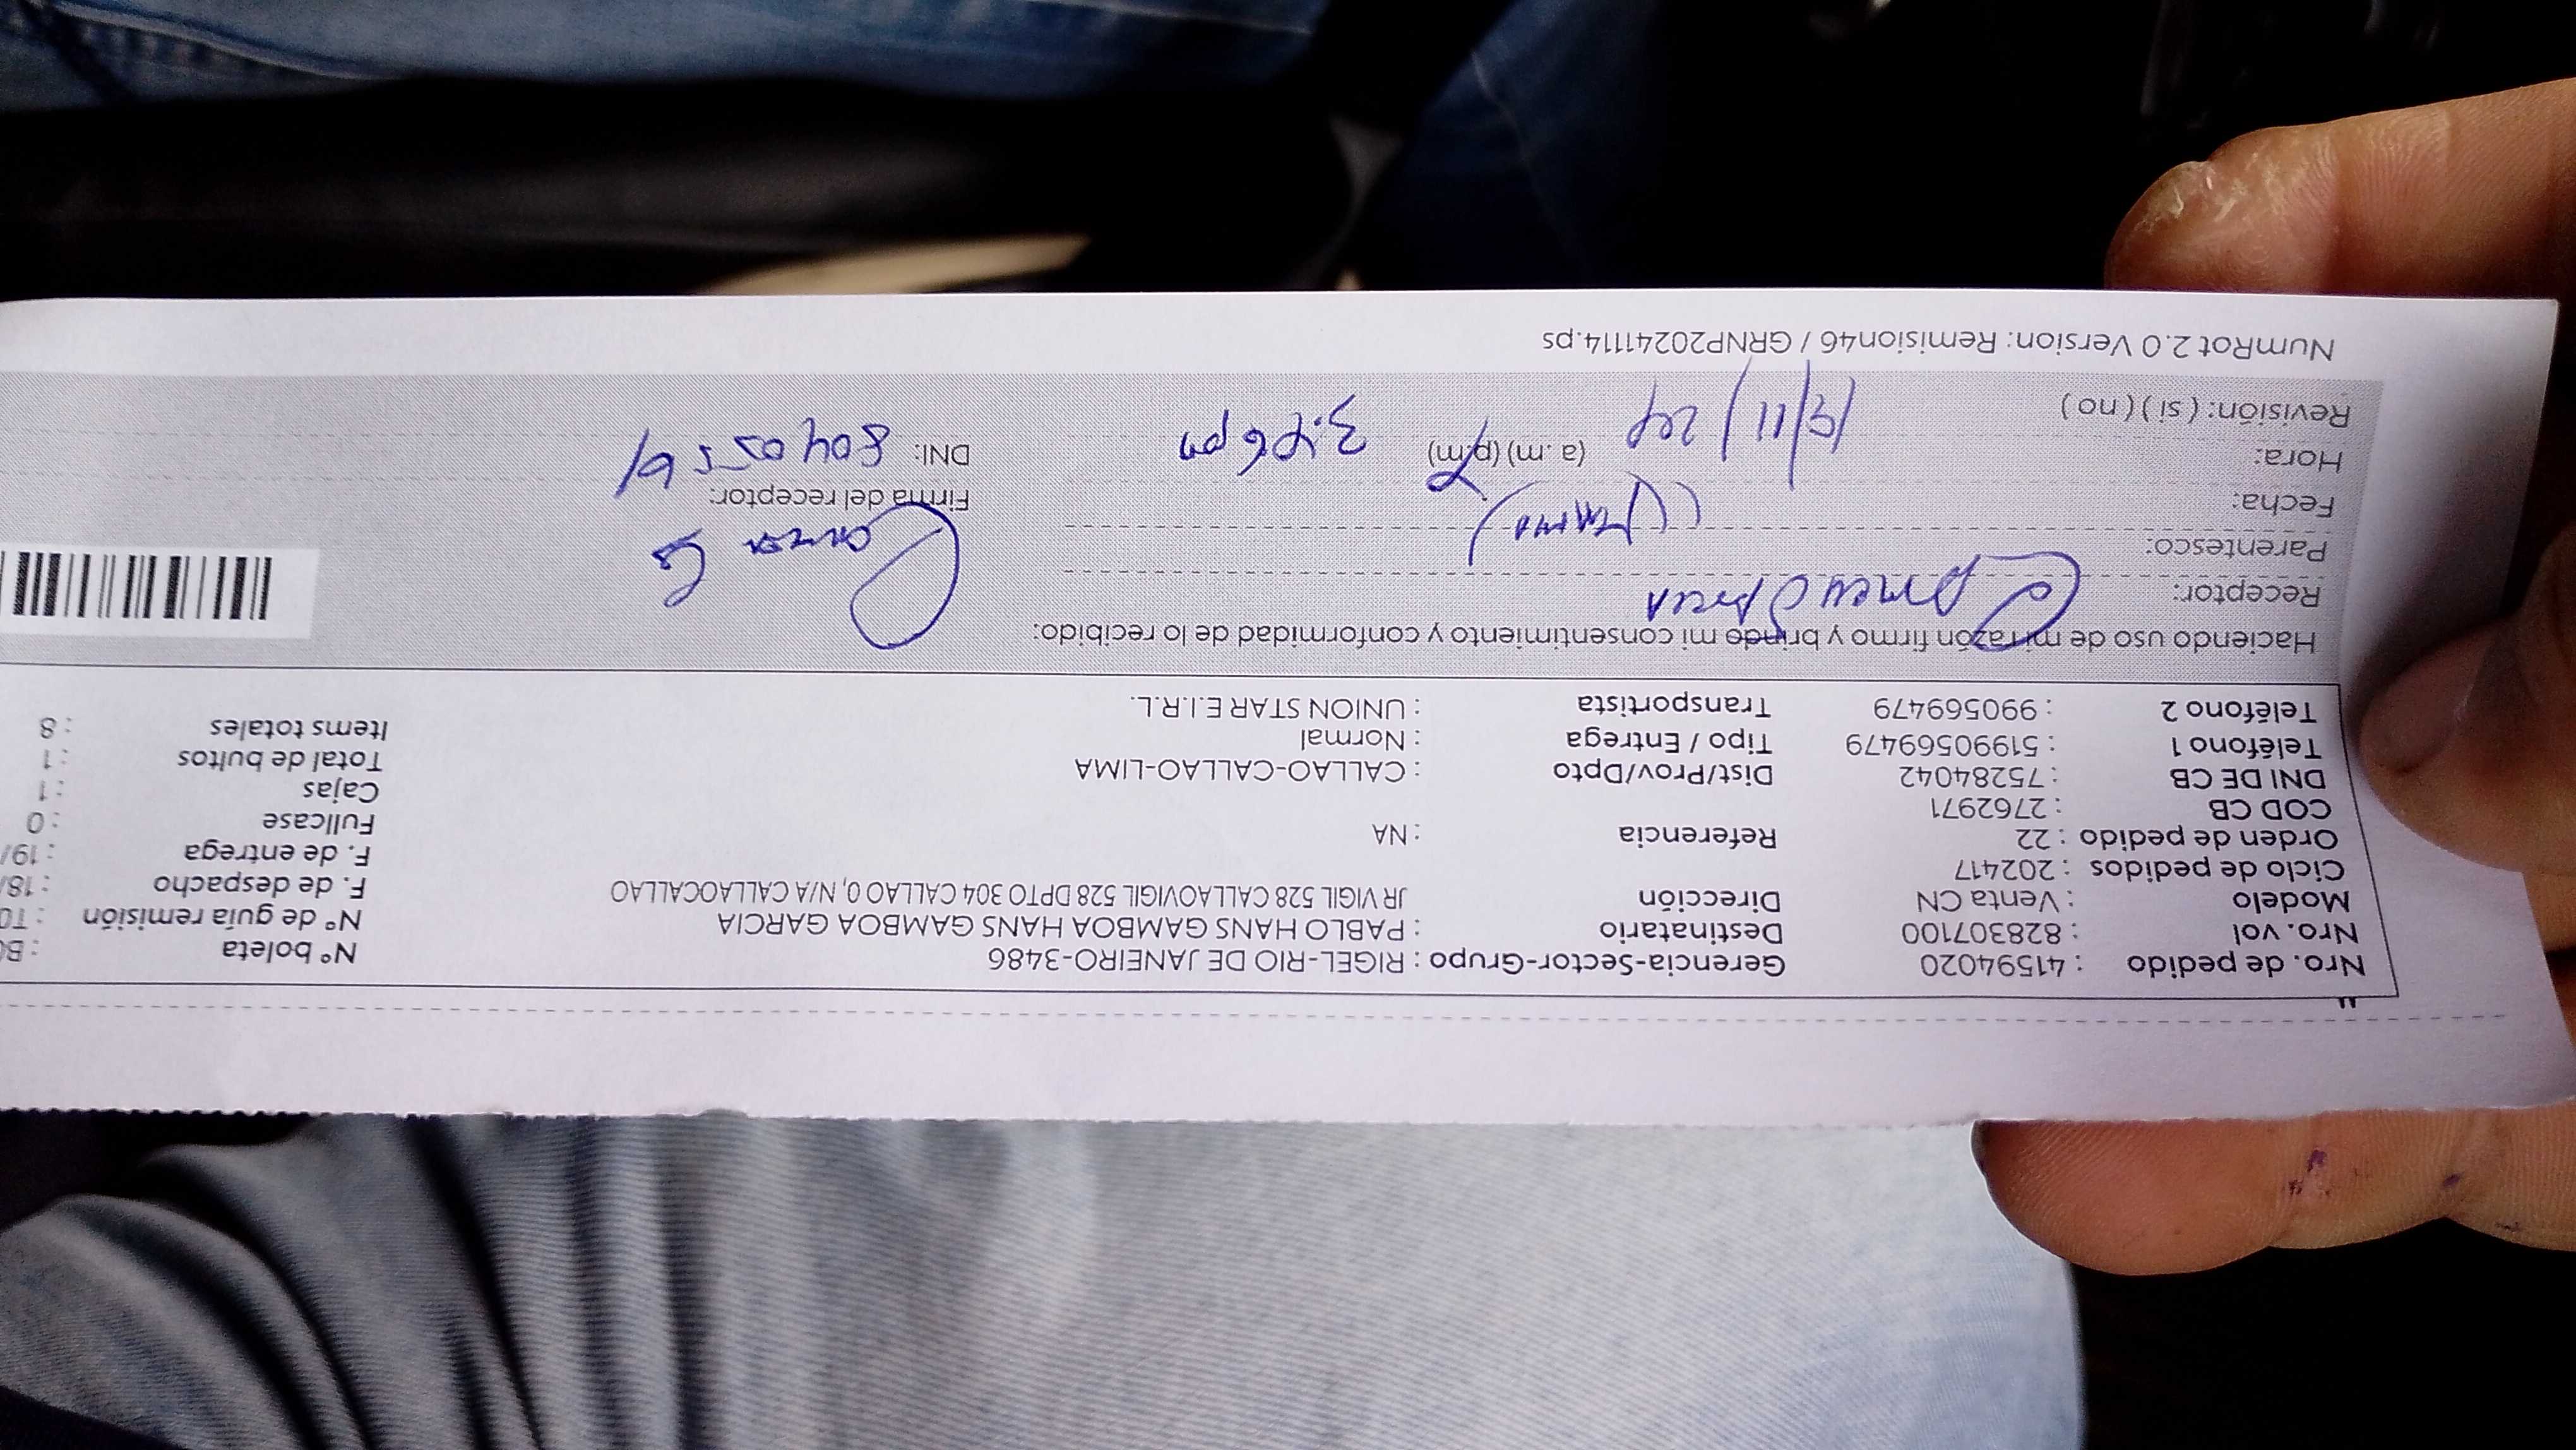 Nro. de pedido : 41594020 Gerencia-Sector-Grupo : RIGEL-RIO DE JANEIRO-3486 N° boleta : B
Nro. vol : 828307100 Destinatario : PABLO HANS GAMBOA HANS GAMBOA GARCIA N° de guía remisión : T0
Modelo : Venta CN Dirección JR VIGIL 528 CALLAOVIGIL 528 DPTO 304 CALLAO 0, N/A CALLAOCALLAO F. de despacho : 18/
Ciclo de pedidos : 202417 F. de entrega : 19/
Orden de pedido : 22 Referencia : NA Fullcase : 0
COD CB : 2762971 Cajas : 1
DNI DE CB : 75284042 Dist/Prov/Dpto : CALLAO-CALLAO-LIMA Total de bultos : 1
Teléfono 1 : 51990569479 Tipo / Entrega : Normal Items totales : 8
Teléfono 2 : 990569479 Transportista : UNION STAR E.I.R.L.
Haciendo uso de mi razón firmo y brindo mi consentimiento y conformidad de lo recibido:
Receptor:
Parentesco:
Fecha: Firma del receptor:
Hora: (a. m) (p.m) 3:46 pm DNI:
Revisión: ( si ) ( no )
NumRot 2.0 Version: Remision46 / GRNP20241114.ps